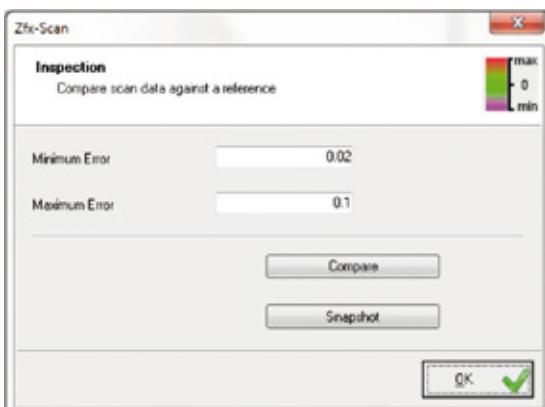 Zfx-Scan
x
Inspection
Compare scan data against a reference
max
0
min
Minimum Error 0.02
Maximum Error 0.1
Compare
Snapshot
OK